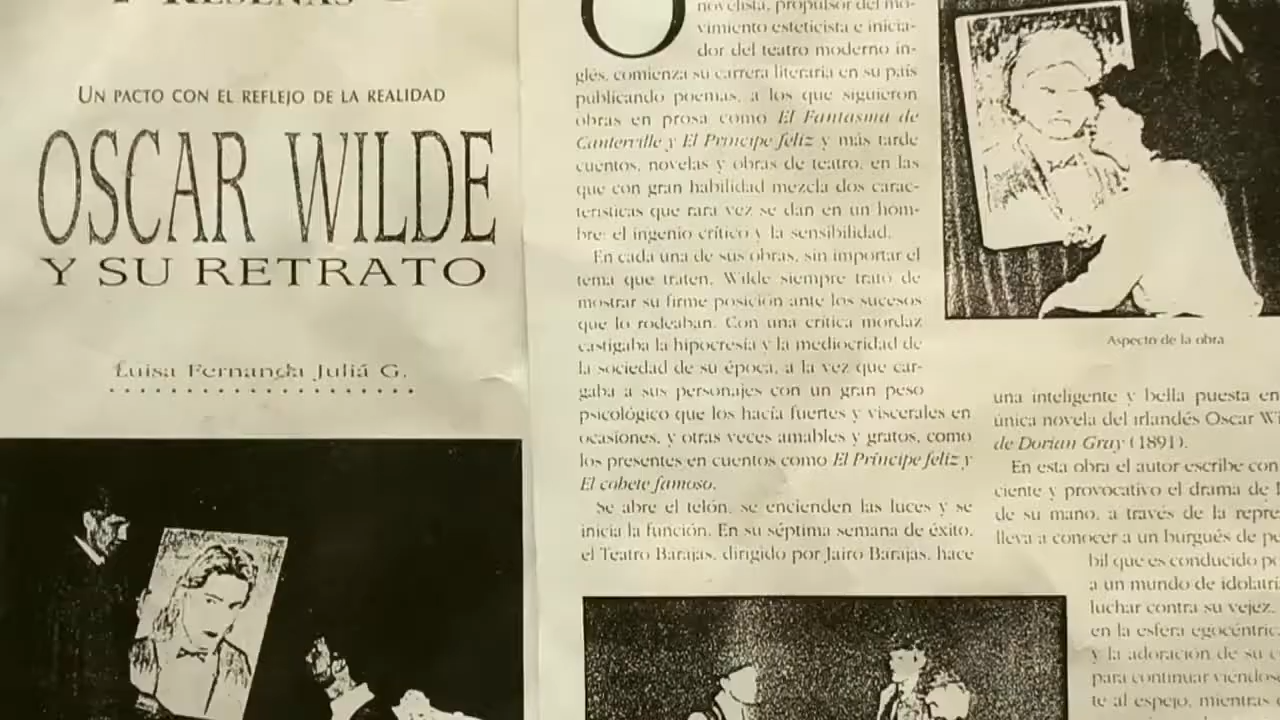 Y RESEÑAS
UN PACTO CON EL REFLEJO DE LA REALIDAD
OSCAR WILDE
Y SU RETRATO
Luisa Fernanda Juliá G.
O
novelista, propulsor del mo-
vimiento esteticista e inicia-
dor del teatro moderno in-
glés, comienza su carrera literaria en su país
publicando poemas, a los que siguieron
obras en prosa como El Fantasma de
Canterville y El Príncipe feliz y más tarde
cuentos, novelas y obras de teatro, en las
que con gran habilidad mezcla dos carac-
terísticas que rara vez se dan en un hom-
bre: el ingenio crítico y la sensibilidad.
En cada una de sus obras, sin importar el
tema que traten, Wilde siempre trató de
mostrar su firme posición ante los sucesos
que lo rodeaban. Con una crítica mordaz
castigaba la hipocresía y la mediocridad de
la sociedad de su época, a la vez que car-
gaba a sus personajes con un gran peso
psicológico que los hacía fuertes y viscerales en
ocasiones, y otras veces amables y gratos, como
los presentes en cuentos como El Príncipe feliz y
El cohete famoso.
Se abre el telón, se encienden las luces y se
inicia la función. En su séptima semana de éxito,
el Teatro Barajas, dirigido por Jairo Barajas, hace
Aspecto de la obra
una inteligente y bella puesta en
única novela del irlandés Oscar Wi
de Dorian Gray (1891).
En esta obra el autor escribe con
ciente y provocativo el drama de
de su mano, a través de la repre
lleva a conocer a un burgués de pe
bil que es conducido po
a un mundo de idolatrí
luchar contra su vejez,
en la esfera egocéntric
y la adoración de su
para continuar viéndose
te al espejo, mientras